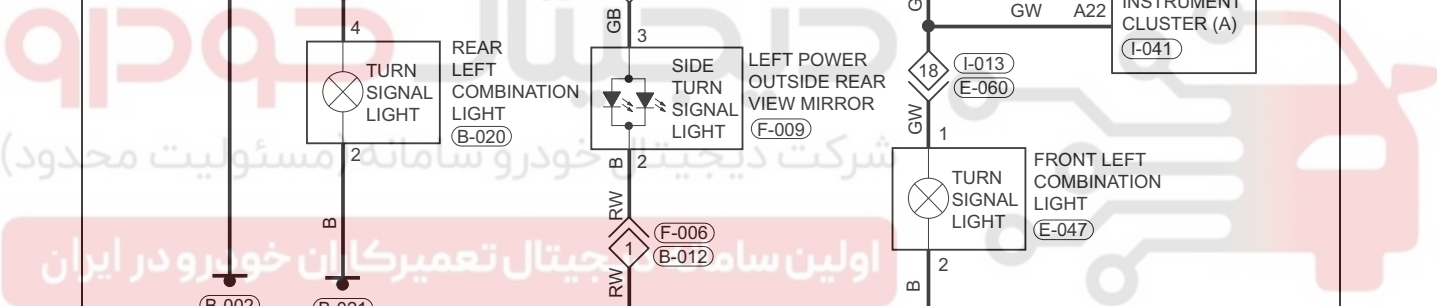 4
TURN
SIGNAL
LIGHT
REAR
LEFT
COMBINATION
LIGHT
B-020
2
B
B-002
B-021
GB
3
SIDE
TURN
SIGNAL
LIGHT
LEFT POWER
OUTSIDE REAR
VIEW MIRROR
F-009
B
2
RW
1
F-006
B-012
RW
GW
A22
INSTRUMENT
CLUSTER (A)
I-041
18
I-013
E-060
GW
1
TURN
SIGNAL
LIGHT
FRONT LEFT
COMBINATION
LIGHT
E-047
2
B
دیجیتال خودرو
شرکت دیجیتال خودرو سامانه (مسئولیت محدود)
اولین سامانه دیجیتال تعمیرکاران خودرو در ایران